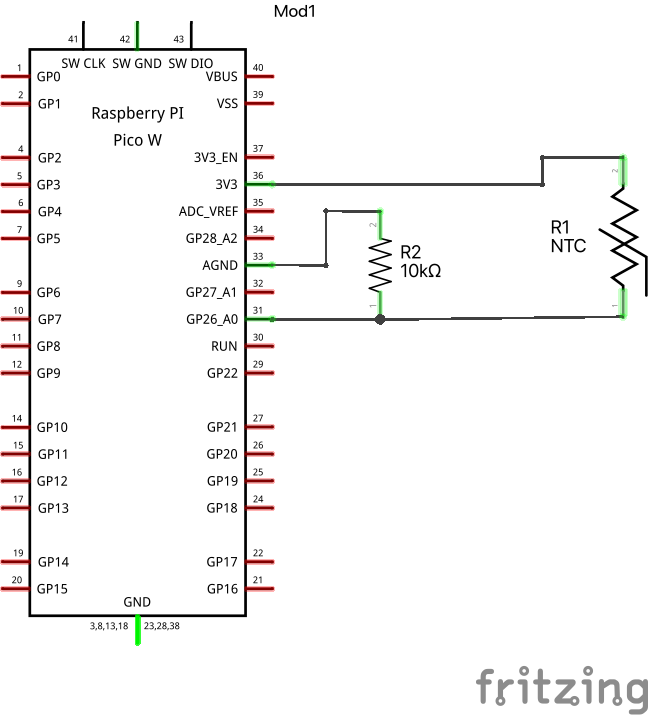 Mod1
41 42 43
SW CLK SW GND SW DIO
1 GP0 VBUS 40
2 GP1 VSS 39
Raspberry PI
Pico W
4 GP2 3V3_EN 37
5 GP3 3V3 36
6 GP4 ADC_VREF 35
7 GP5 GP28_A2 34
AGND 33
9 GP6 GP27_A1 32
10 GP7 GP26_A0 31
11 GP8 RUN 30
12 GP9 GP22 29
14 GP10 GP21 27
15 GP11 GP20 26
16 GP12 GP19 25
17 GP13 GP18 24
19 GP14 GP17 22
20 GP15 GP16 21
GND
3,8,13,18 23,28,38
2
R2
10kΩ
1
2
R1
NTC
1
fritzing